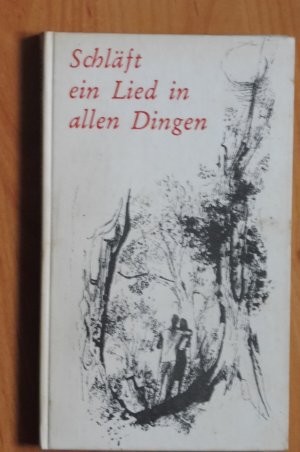 Schläft
ein Lied in
allen Dingen